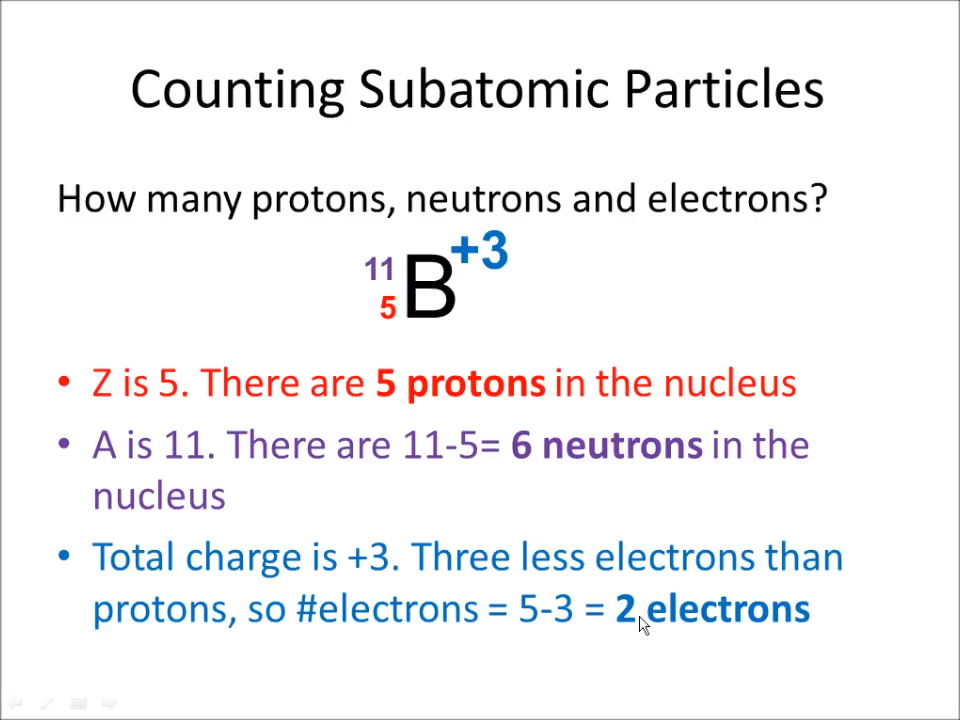 Counting Subatomic Particles
How many protons, neutrons and electrons?
+3
11
B
5
• Z is 5. There are 5 protons in the nucleus
• A is 11. There are 11-5= 6 neutrons in the
nucleus
• Total charge is +3. Three less electrons than
protons, so #electrons = 5-3 = 2 electrons